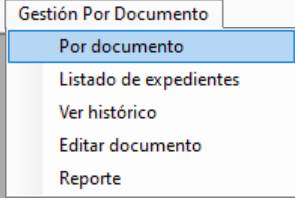 Gestión Por Documento
Por documento
Listado de expedientes
Ver histórico
Editar documento
Reporte